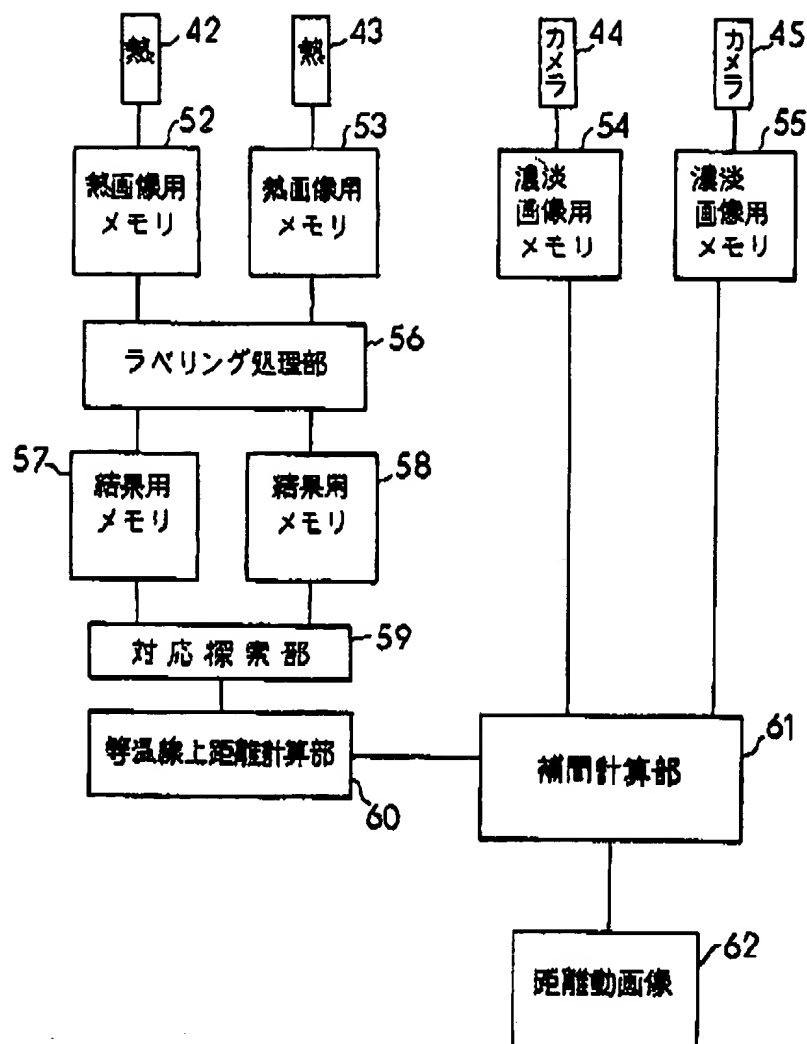 熱 42
熱 43
カメラ 44
カメラ 45
52
熱画像用
メモリ
53
熱画像用
メモリ
54
濃淡
画像用
メモリ
55
濃淡
画像用
メモリ
ラベリング処理部 56
57
結果用
メモリ
58
結果用
メモリ
対応探索部 59
等温線上距離計算部
60
補間計算部 61
距離動画像 62